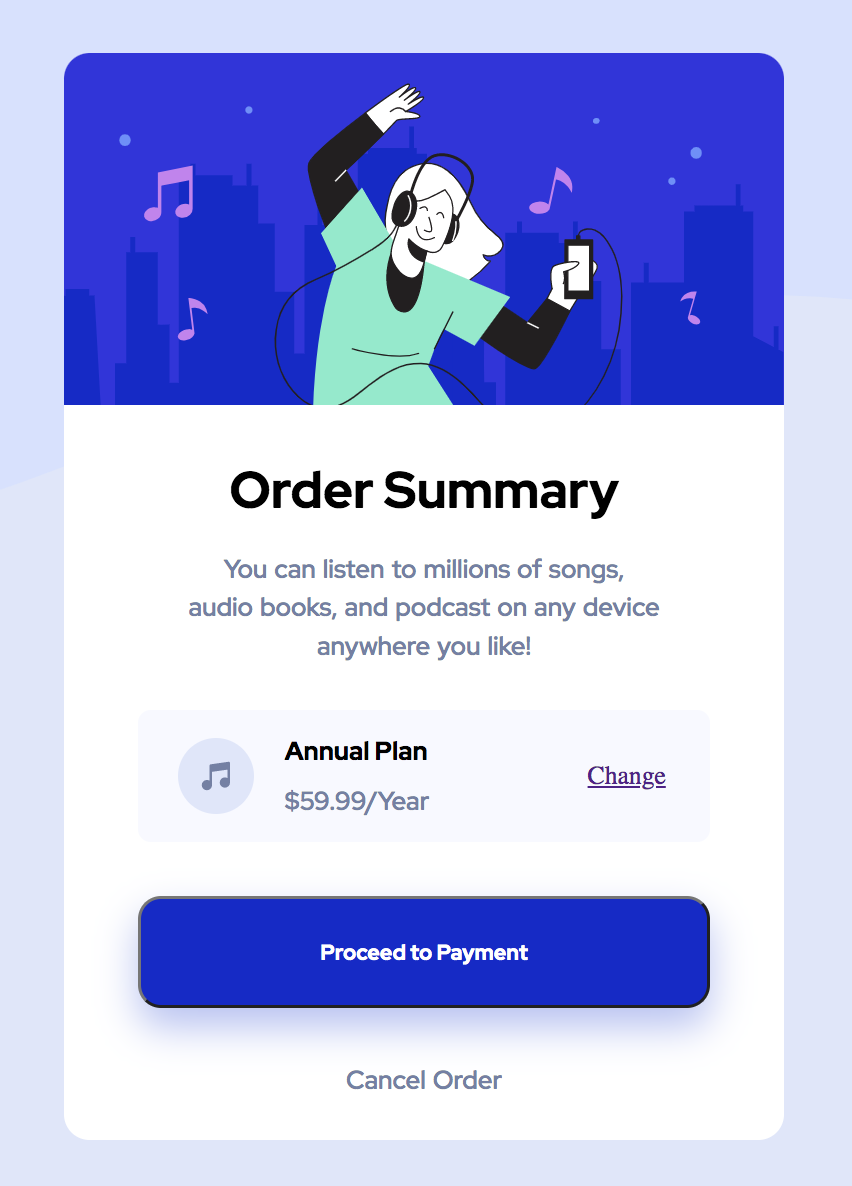 Order Summary
You can listen to millions of songs,
audio books, and podcast on any device
anywhere you like!
Annual Plan
$59.99/Year
Change
Proceed to Payment
Cancel Order